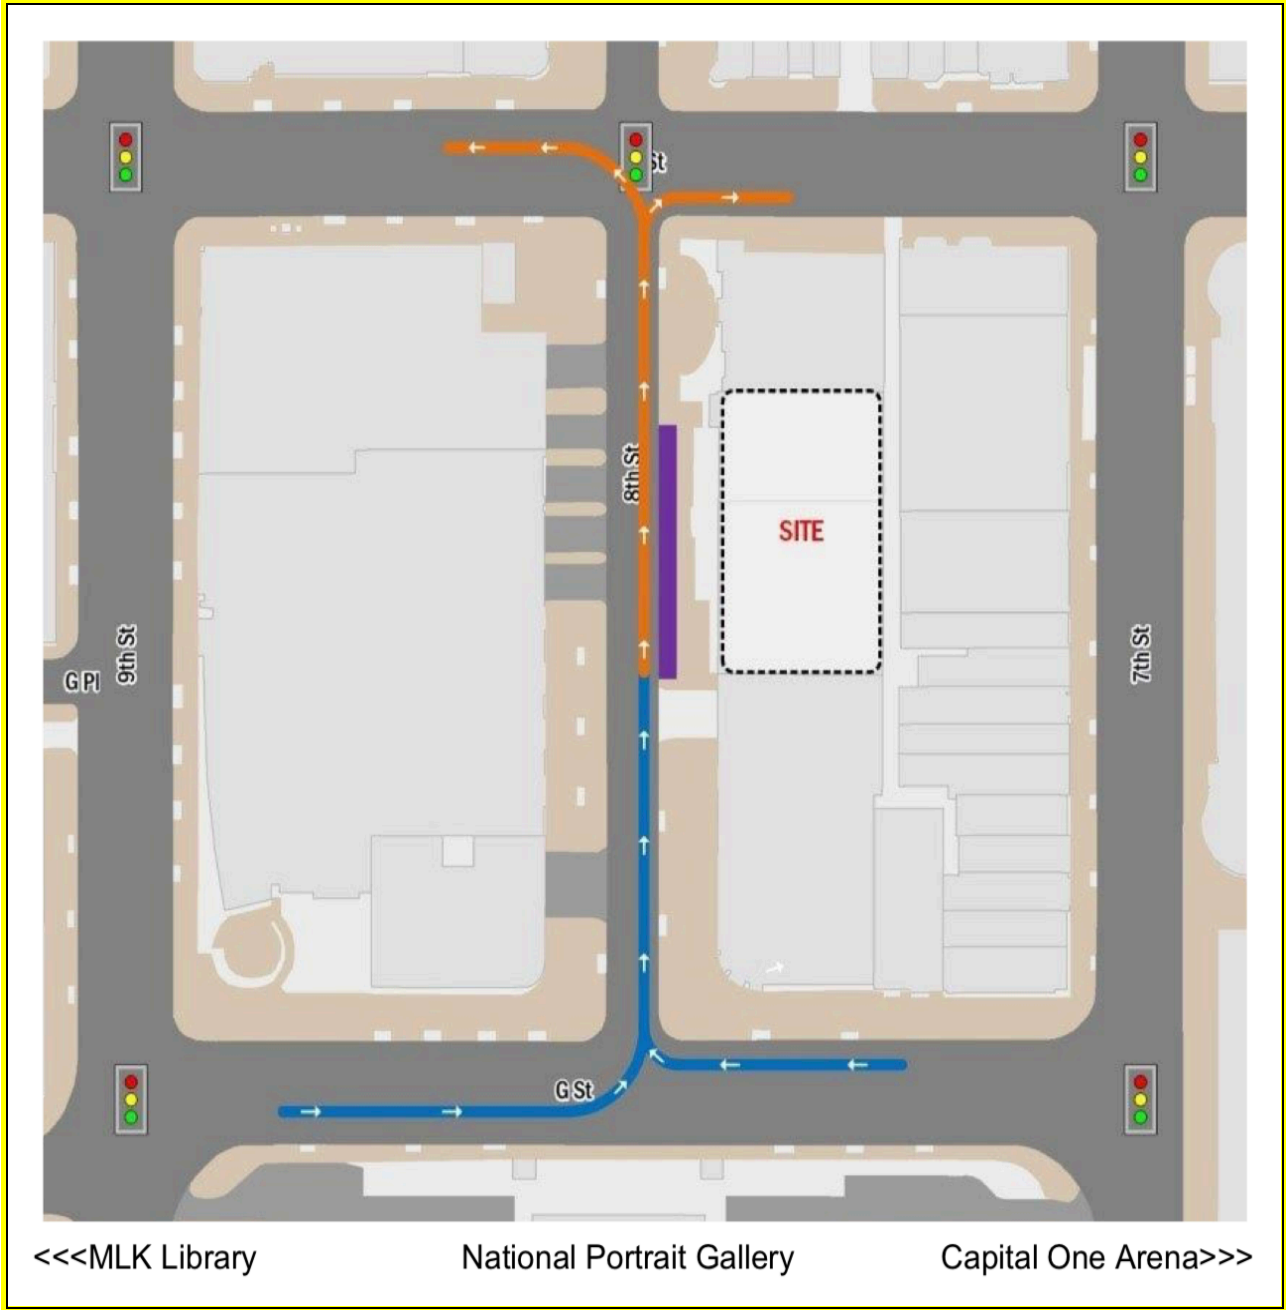 St
8th St
SITE
9th St
G Pl
7th St
G St
<<<MLK Library
National Portrait Gallery
Capital One Arena>>>